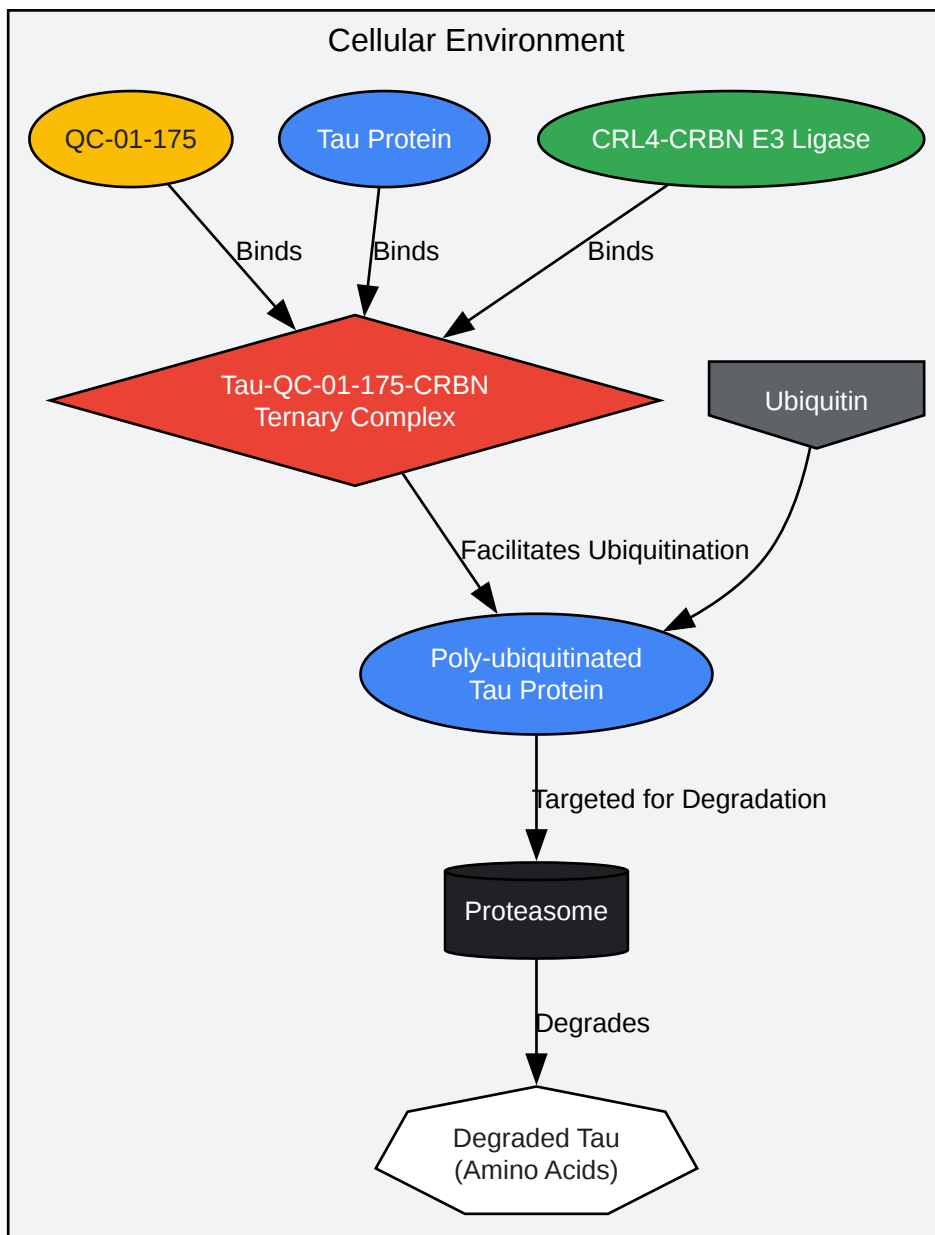 Cellular Environment
QC-01-175
Tau Protein
CRL4-CRBN E3 Ligase
Binds
Binds
Binds
Tau-QC-01-175-CRBN
Ternary Complex
Ubiquitin
Facilitates Ubiquitination
Poly-ubiquitinated
Tau Protein
Targeted for Degradation
Proteasome
Degrades
Degraded Tau
(Amino Acids)